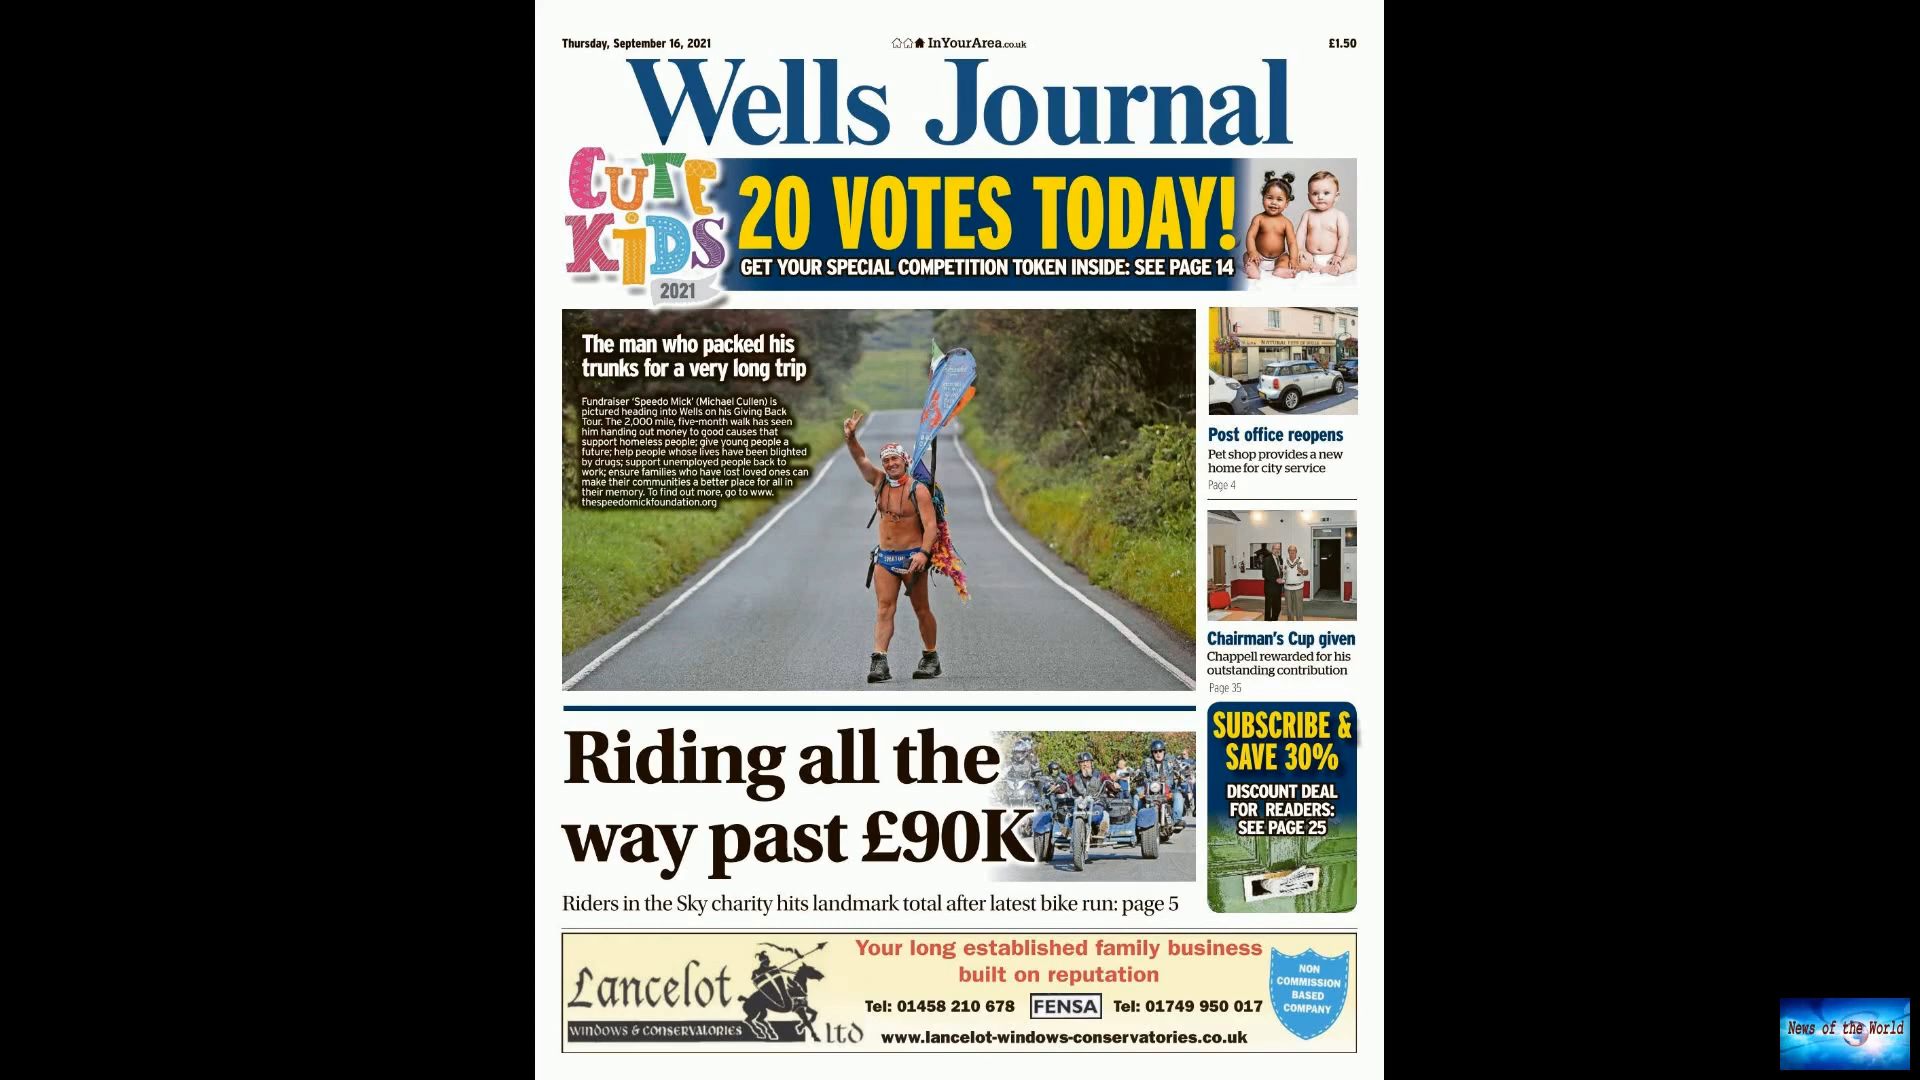 Thursday, September 16, 2021
InYourArea.co.uk
£1.50
Wells Journal
CUTE
KiDS
2021
20 VOTES TODAY!
GET YOUR SPECIAL COMPETITION TOKEN INSIDE: SEE PAGE 14
The man who packed his
trunks for a very long trip
Fundraiser ‘Speedo Mick’ (Michael Cullen) is
pictured heading into Wells on his Giving Back
Tour. The 2,000 mile, five-month walk has seen
him handing out money to good causes that
support homeless people; give young people a
future; help people whose lives have been blighted
by drugs; support unemployed people back to
work; ensure families who have lost loved ones can
make their communities a better place for all in
their memory. To find out more, go to www.
thespeedomickfoundation.org
Post office reopens
Pet shop provides a new
home for city service
Page 4
Chairman’s Cup given
Chappell rewarded for his
outstanding contribution
Page 35
Riding all the
way past £90K
Riders in the Sky charity hits landmark total after latest bike run: page 5
SUBSCRIBE &
SAVE 30%
DISCOUNT DEAL
FOR READERS:
SEE PAGE 25
Lancelot
WINDOWS & CONSERVATORIES
Ltd
Your long established family business
built on reputation
Tel: 01458 210 678 FENSA Tel: 01749 950 017
www.lancelot-windows-conservatories.co.uk
NON
COMMISSION
BASED
COMPANY
News of the World